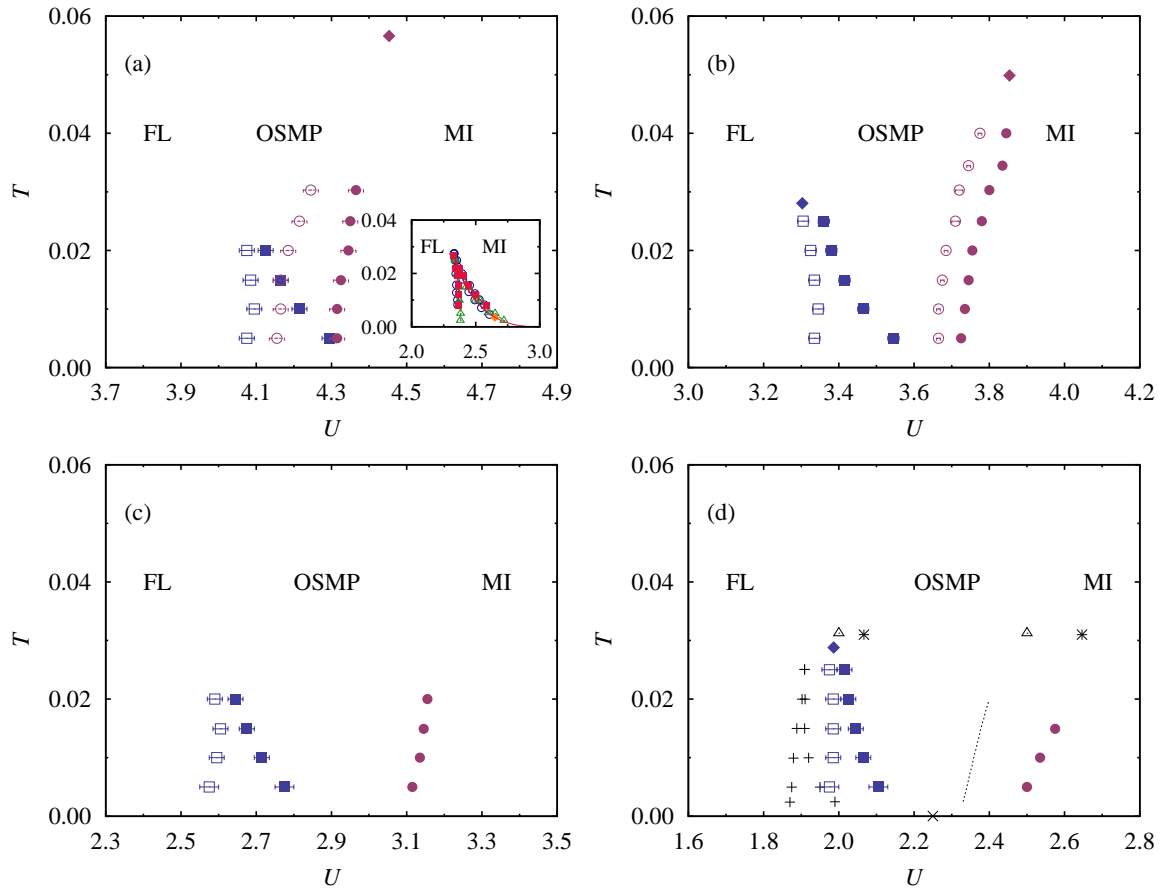 (a)
FL OSMP MI
T
0.06
0.04
0.02
0.00
3.7 3.9 4.1 4.3 4.5 4.7 4.9
U
FL MI
0.04
0.03
0.02
0.01
0.00
2.0 2.5 3.0
(b)
FL OSMP MI
T
0.06
0.04
0.02
0.00
3.0 3.2 3.4 3.6 3.8 4.0 4.2
U
(c)
FL OSMP MI
T
0.06
0.04
0.02
0.00
2.3 2.5 2.7 2.9 3.1 3.3 3.5
U
(d)
FL OSMP MI
T
0.06
0.04
0.02
0.00
1.6 1.8 2.0 2.2 2.4 2.6 2.8
U